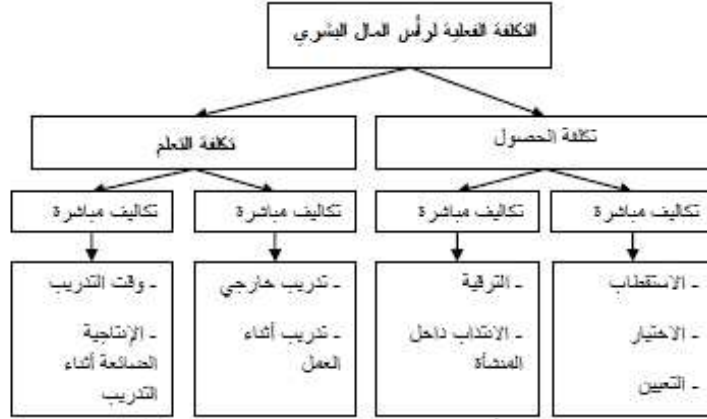 التكلفة الفعلية لرأس المال البشري
تكلفة الحصول
تكلفة التعلم
تكاليف مباشرة
تكاليف مباشرة
تكاليف مباشرة
تكاليف مباشرة
- الاستقطاب
- الاختيار
- التعيين
- الترقية
- الانتداب داخل
المنشأة
- تدريب خارجي
- تدريب أثناء
العمل
- وقت التدريب
- الإنتاجية
الضائعة أثناء
التدريب